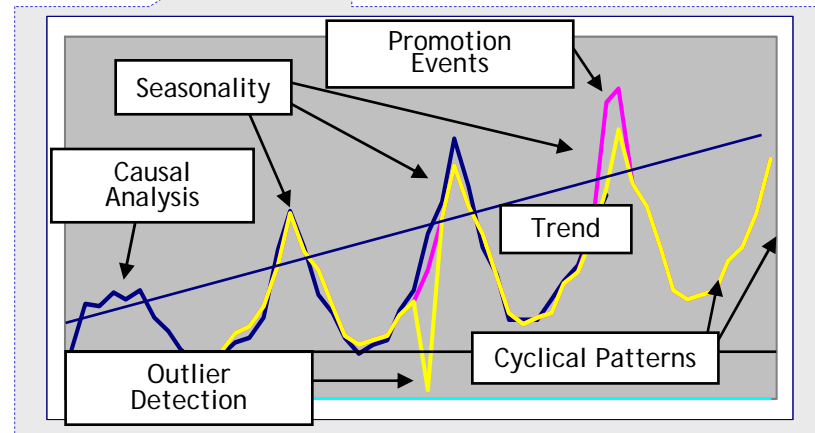 Promotion
Events
Seasonality
Causal
Analysis
Trend
Cyclical Patterns
Outlier
Detection